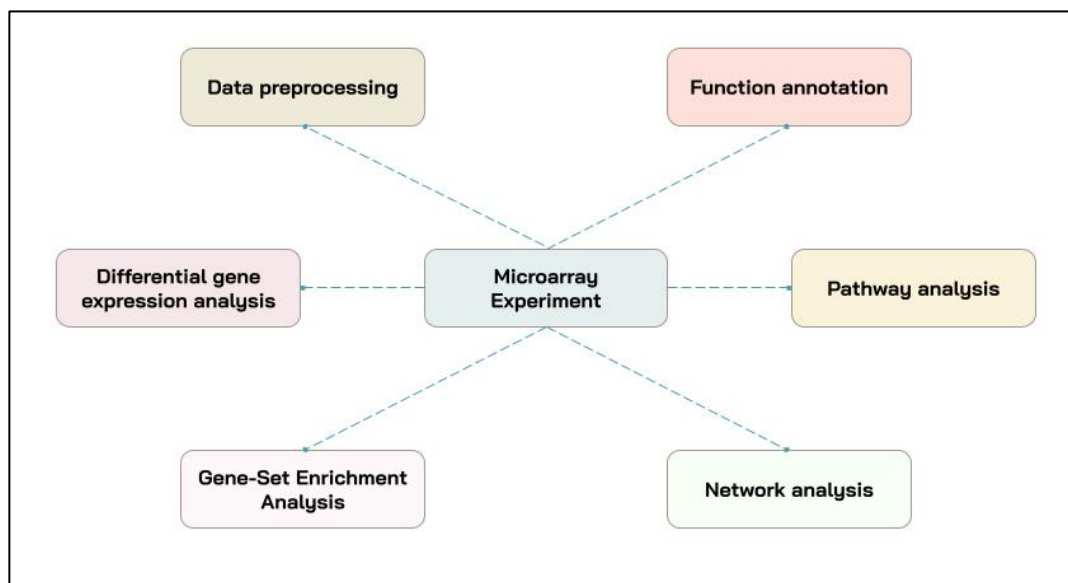 Data preprocessing
Function annotation
Differential gene
expression analysis
Microarray
Experiment
Pathway analysis
Gene-Set Enrichment
Analysis
Network analysis